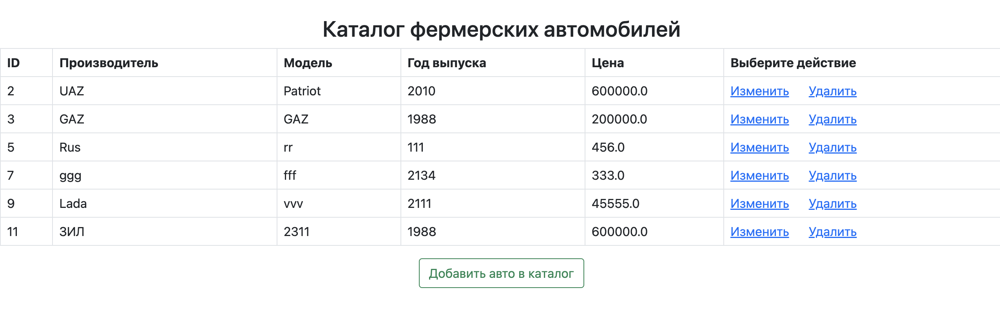 Каталог фермерских автомобилей
ID Производитель Модель Год выпуска Цена Выберите действие
2 UAZ Patriot 2010 600000.0 Изменить Удалить
3 GAZ GAZ 1988 200000.0 Изменить Удалить
5 Rus rr 111 456.0 Изменить Удалить
7 ggg fff 2134 333.0 Изменить Удалить
9 Lada vvv 2111 45555.0 Изменить Удалить
11 ЗИЛ 2311 1988 600000.0 Изменить Удалить
Добавить авто в каталог